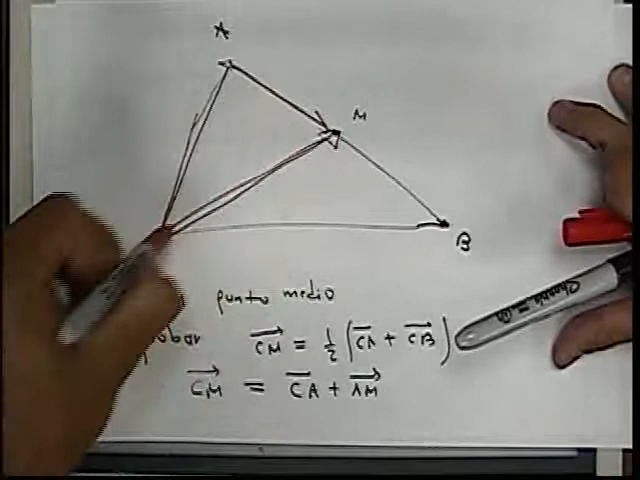 A
M
B
punto medio
CM = 1/2 (CA + CB)
CM = CA + AM